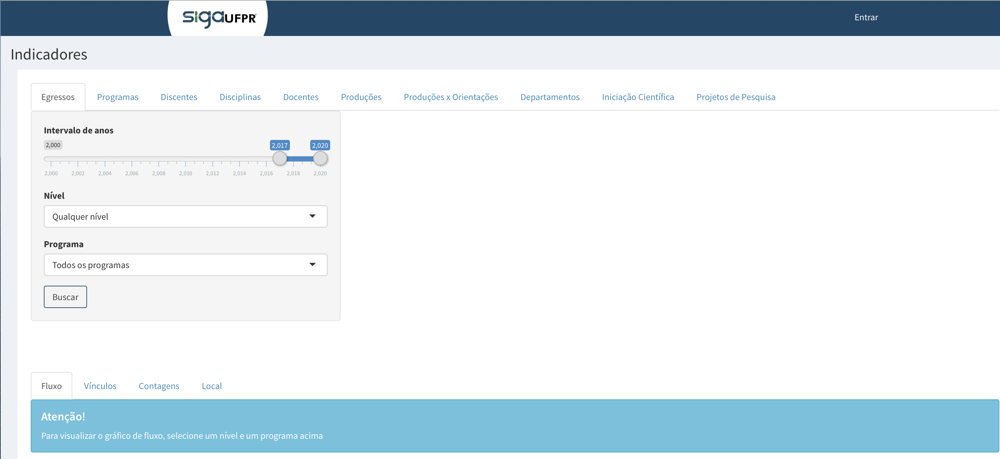 sigaUFPR
Entrar
Indicadores
Egressos Programas Discentes Disciplinas Docentes Produções Produções x Orientações Departamentos Iniciação Científica Projetos de Pesquisa
Intervalo de anos
2,000 2,017 2,020
2,000 2,002 2,004 2,006 2,008 2,010 2,012 2,014 2,016 2,018 2,020
Nível
Qualquer nível
Programa
Todos os programas
Buscar
Fluxo Vínculos Contagens Local
Atenção!
Para visualizar o gráfico de fluxo, selecione um nível e um programa acima